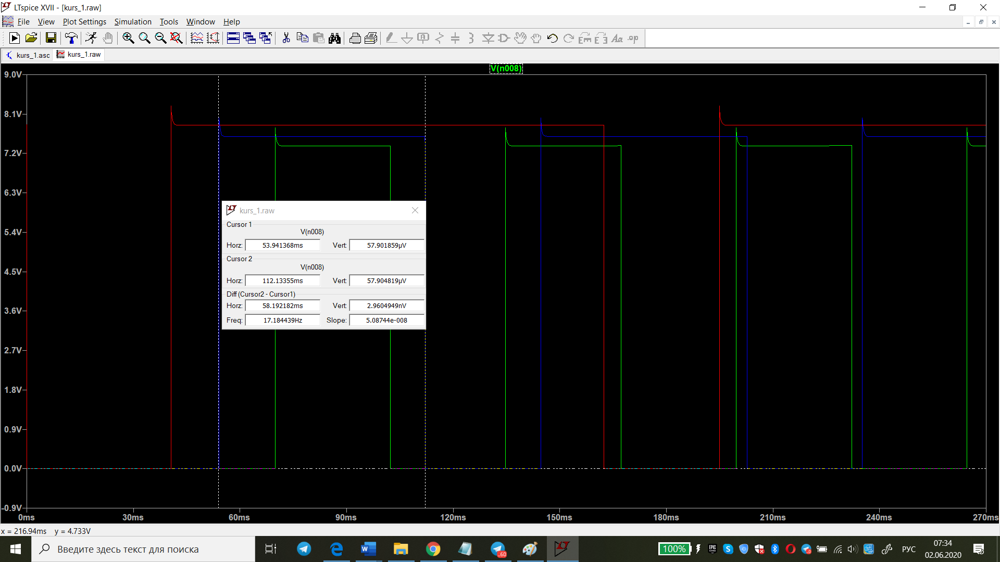 LTspice XVII - [kurs_1.raw]
File View Plot Settings Simulation Tools Window Help
kurs_1.asc kurs_1.raw
V(n008)
9.0V
8.1V
7.2V
6.3V
5.4V
4.5V
3.6V
2.7V
1.8V
0.9V
0.0V
-0.9V
0ms 30ms 60ms 90ms 120ms 150ms 180ms 210ms 240ms 270ms
kurs_1.raw
Cursor 1
V(n008)
Horz: 53.941368ms Vert: 57.901859µV
Cursor 2
V(n008)
Horz: 112.13355ms Vert: 57.904819µV
Diff (Cursor2 - Cursor1)
Horz: 58.192182ms Vert: 2.9604949nV
Freq: 17.184439Hz Slope: 5.08744e-008
x = 216.94ms y = 4.733V
Введите здесь текст для поиска
100%
РУС
07:34
02.06.2020